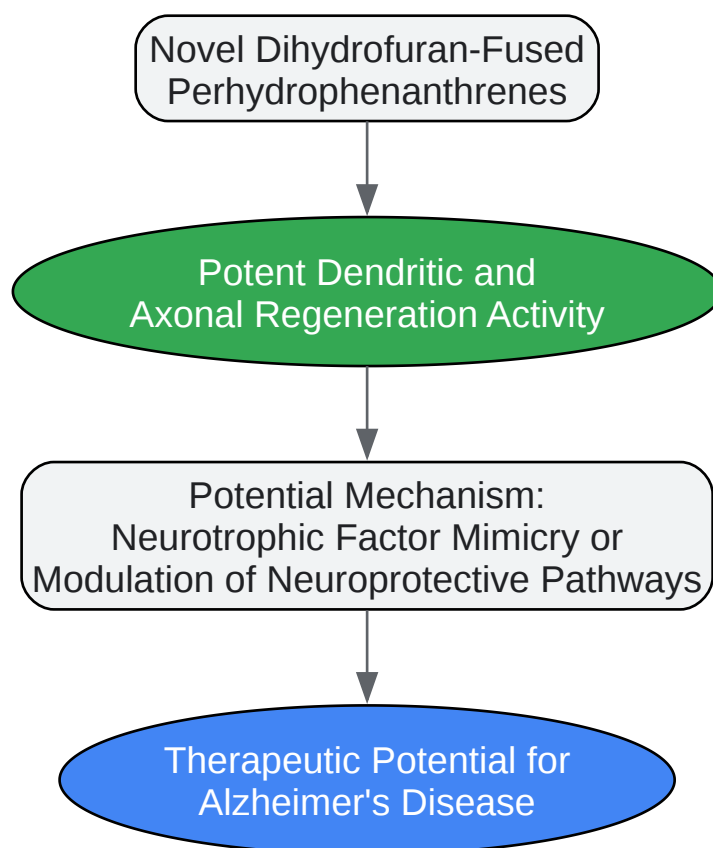 Novel Dihydrofuran-Fused
Perhydrophenanthrenes
Potent Dendritic and
Axonal Regeneration Activity
Potential Mechanism:
Neurotrophic Factor Mimicry or
Modulation of Neuroprotective Pathways
Therapeutic Potential for
Alzheimer's Disease